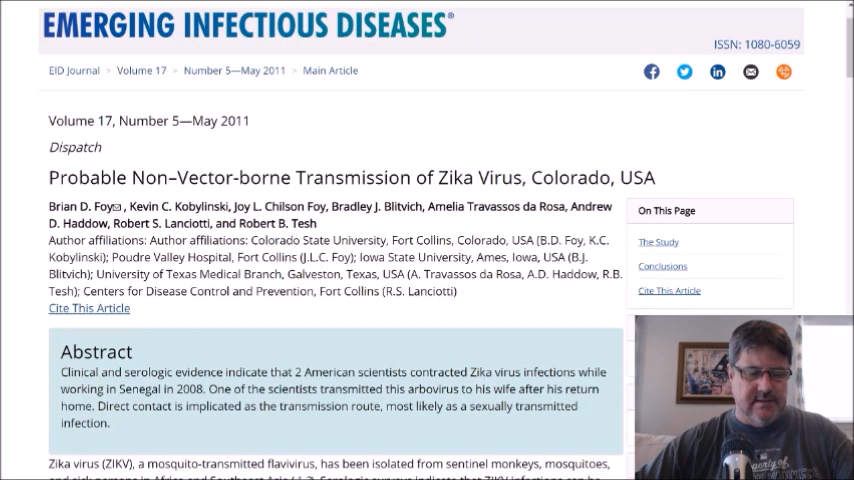 EMERGING INFECTIOUS DISEASES®
ISSN: 1080-6059
EID Journal > Volume 17 > Number 5—May 2011 > Main Article
Volume 17, Number 5—May 2011
Dispatch
Probable Non–Vector-borne Transmission of Zika Virus, Colorado, USA
Brian D. Foy, Kevin C. Kobylinski, Joy L. Chilson Foy, Bradley J. Blitvich, Amelia Travassos da Rosa, Andrew
D. Haddow, Robert S. Lanciotti, and Robert B. Tesh
Author affiliations: Author affiliations: Colorado State University, Fort Collins, Colorado, USA (B.D. Foy, K.C.
Kobylinski); Poudre Valley Hospital, Fort Collins (J.L.C. Foy); Iowa State University, Ames, Iowa, USA (B.J.
Blitvich); University of Texas Medical Branch, Galveston, Texas, USA (A. Travassos da Rosa, A.D. Haddow, R.B.
Tesh); Centers for Disease Control and Prevention, Fort Collins (R.S. Lanciotti)
Cite This Article
On This Page
The Study
Conclusions
Cite This Article
Abstract
Clinical and serologic evidence indicate that 2 American scientists contracted Zika virus infections while
working in Senegal in 2008. One of the scientists transmitted this arbovirus to his wife after his return
home. Direct contact is implicated as the transmission route, most likely as a sexually transmitted
infection.
Zika virus (ZIKV), a mosquito-transmitted flavivirus, has been isolated from sentinel monkeys, mosquitoes,